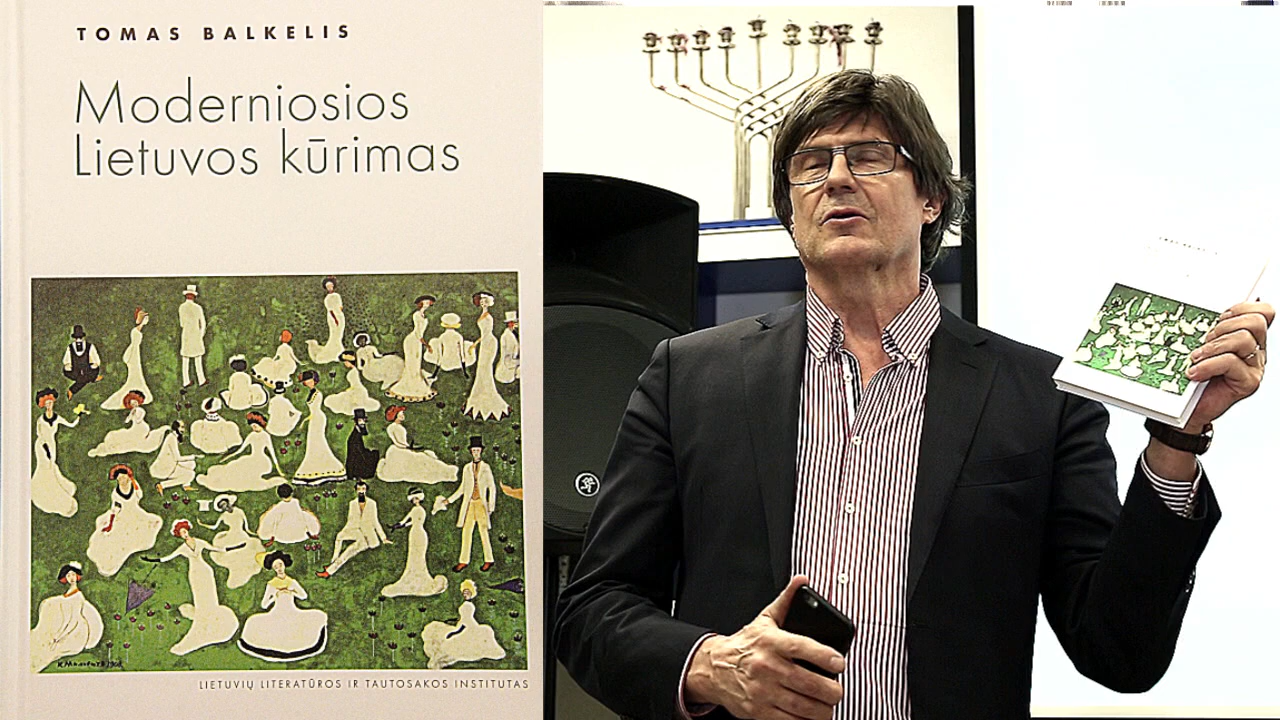 TOMAS BALKELIS
Moderniosios
Lietuvos kūrimas
LIETUVIŲ LITERATŪROS IR TAUTOSAKOS INSTITUTAS